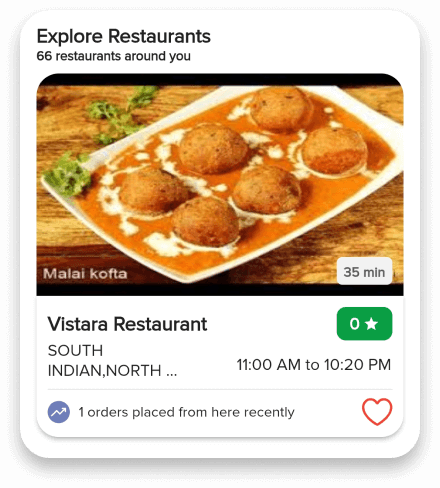 Explore Restaurants
66 restaurants around you
Malai kofta
35 min
Vistara Restaurant
0
SOUTH
INDIAN,NORTH ...
11:00 AM to 10:20 PM
1 orders placed from here recently